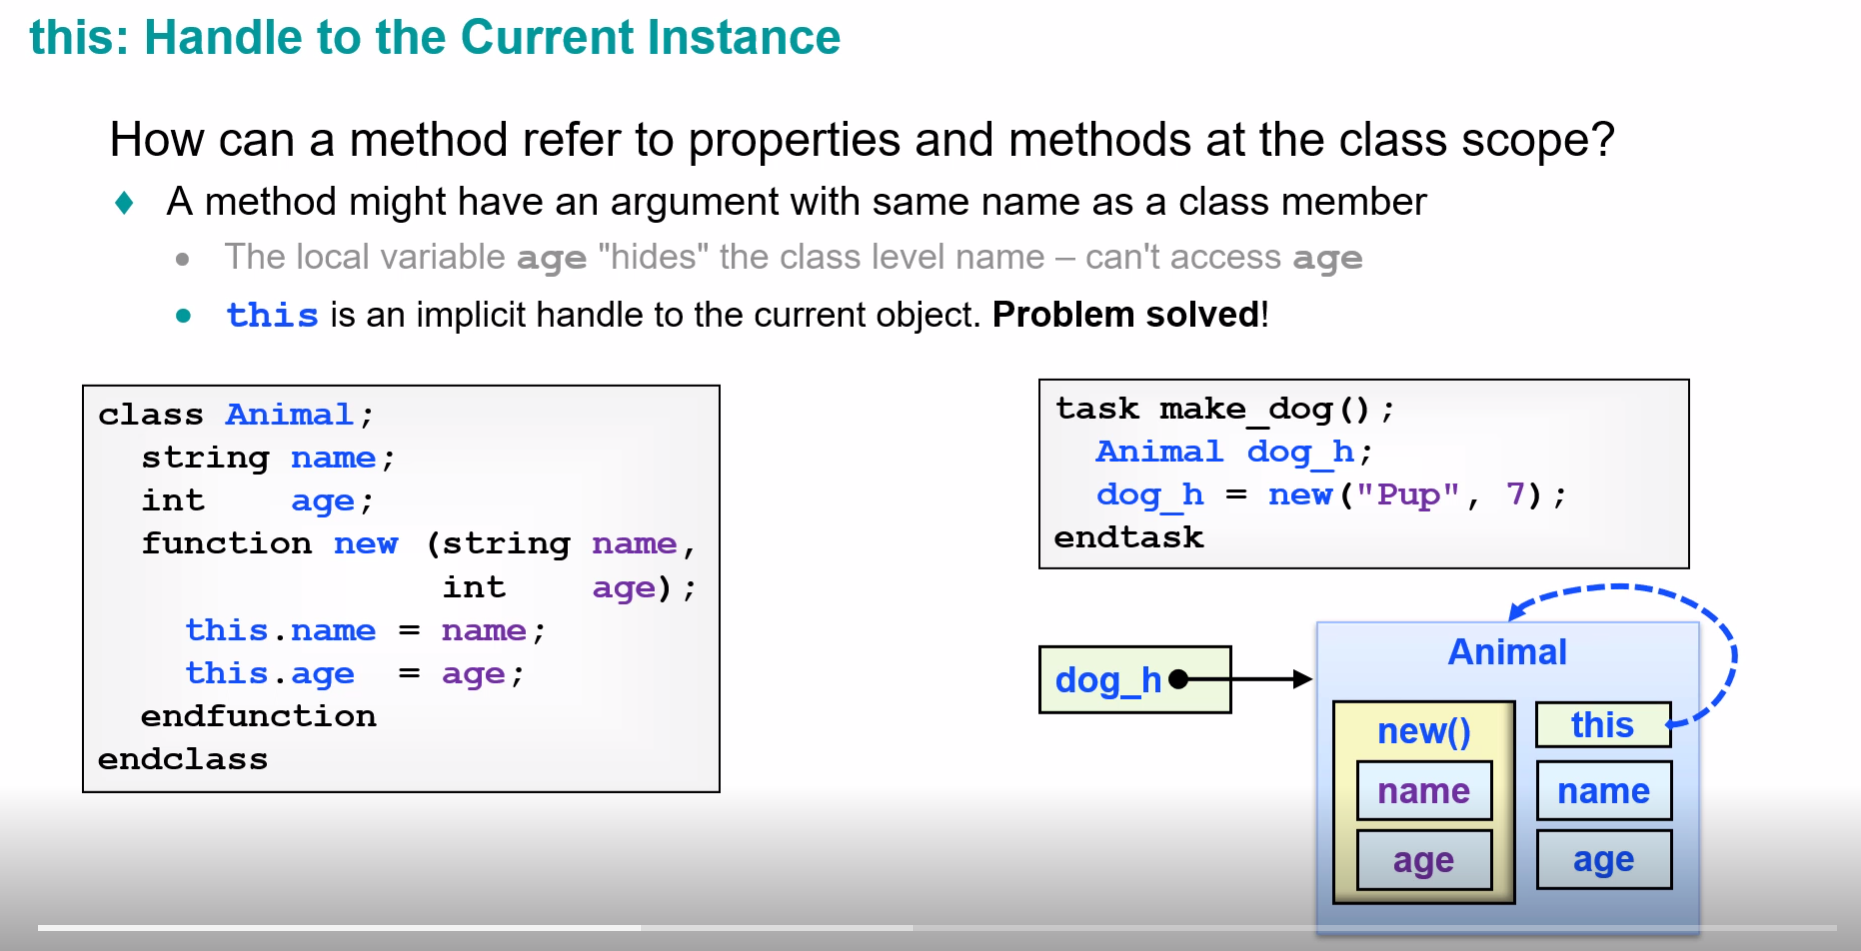 this: Handle to the Current Instance
How can a method refer to properties and methods at the class scope?
A method might have an argument with same name as a class member
The local variable age "hides" the class level name – can't access age
this is an implicit handle to the current object. Problem solved!
class Animal;
string name;
int age;
function new (string name,
int age);
this.name = name;
this.age = age;
endfunction
endclass
task make_dog();
Animal dog_h;
dog_h = new("Pup", 7);
endtask
dog_h
Animal
new()
name
age
this
name
age